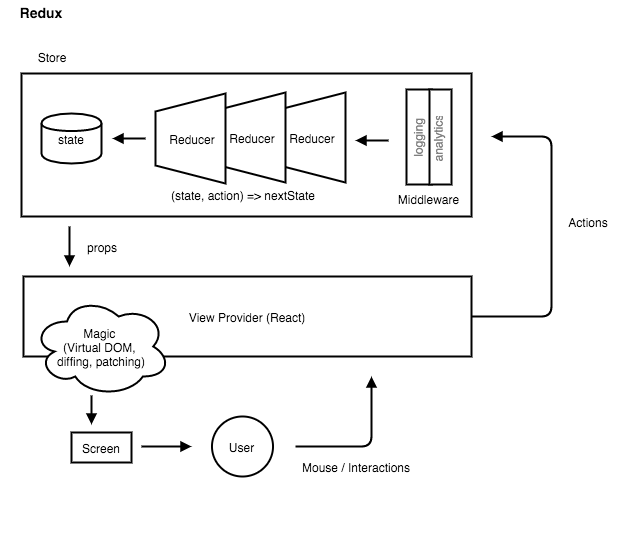 Redux
Store
state
Reducer
Reducer
Reducer
logging
analytics
(state, action) => nextState
Middleware
Actions
props
View Provider (React)
Magic
(Virtual DOM,
diffing, patching)
Screen
User
Mouse / Interactions